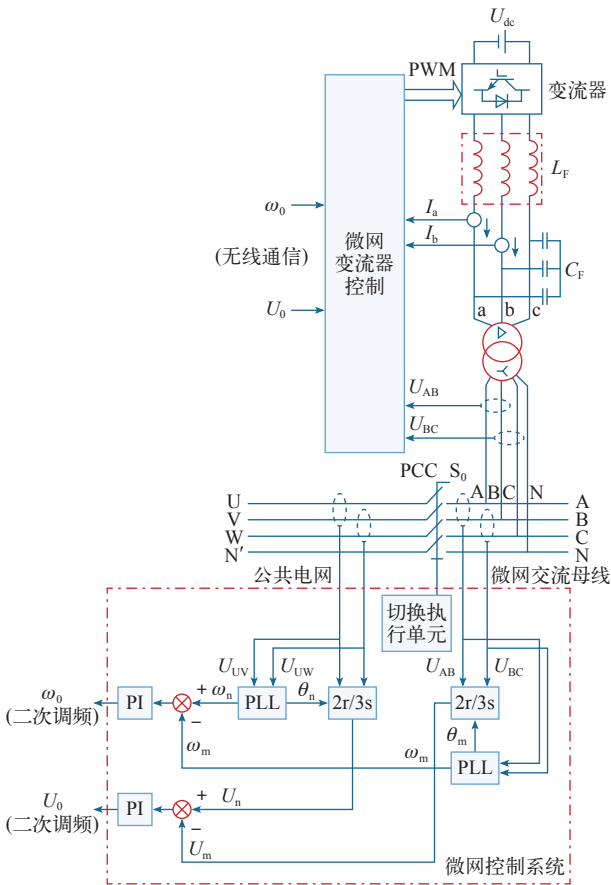 U_dc
PWM
变流器
L_F
ω_0
I_a
I_b
(无线通信)
微网
变流器
控制
C_F
U_0
a b c
U_AB
U_BC
PCC S_0
U
V
W
N′
A B C N
A
B
C
N
公共电网
微网交流母线
切换执
行单元
U_UV
U_UW
U_AB
U_BC
ω_0
(二次调频)
PI
+ ω_n
PLL
θ_n
2r/3s
2r/3s
−
ω_m
ω_m
θ_m
PLL
U_0
(二次调频)
PI
+
U_n
−
U_m
微网控制系统